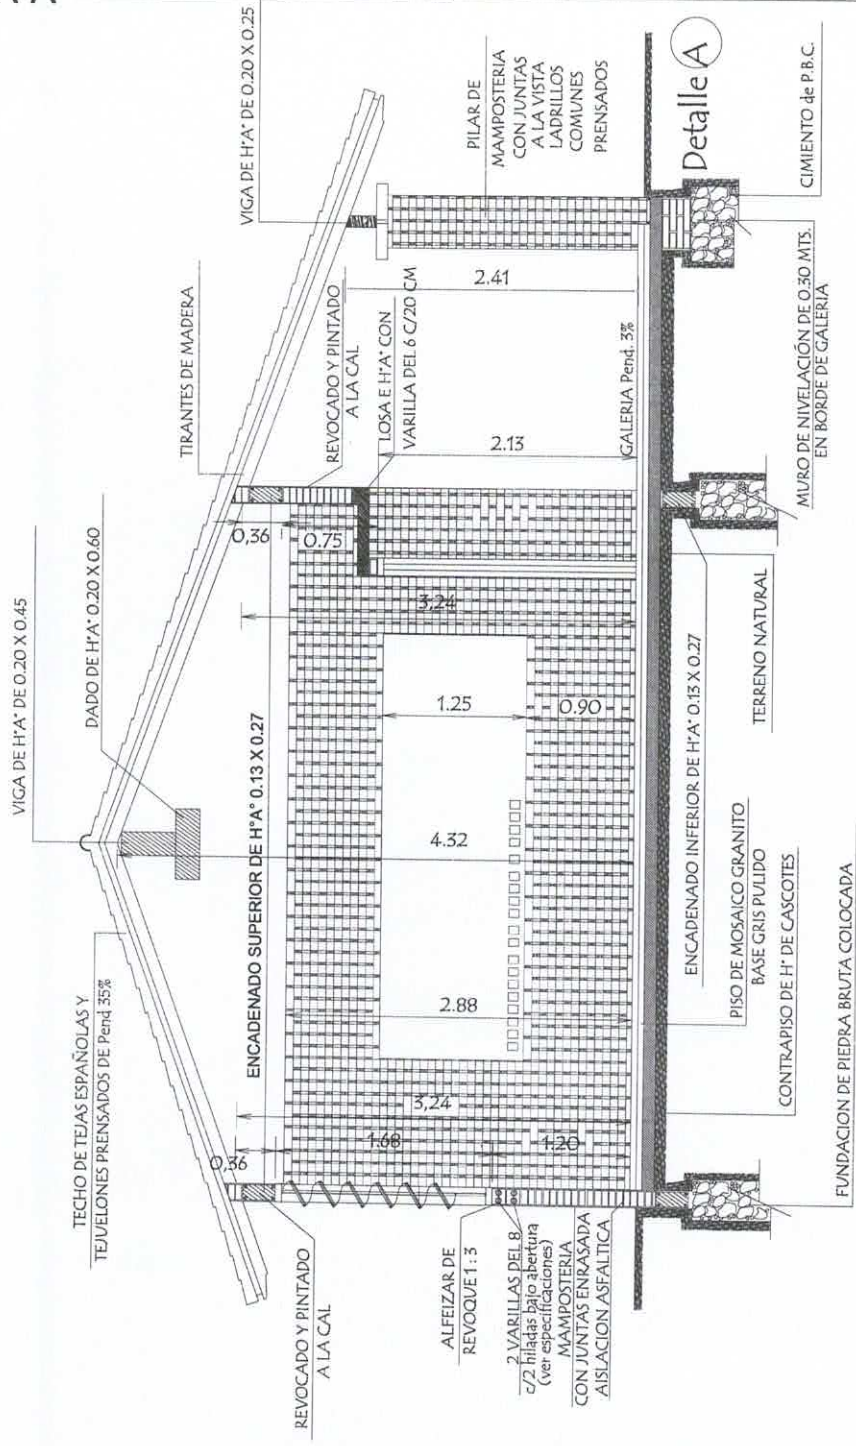 VIGA DE H°A° DE 0.20 X 0.45
DADO DE H°A° 0.20 X 0.60
TECHO DE TEJAS ESPAÑOLAS Y
TEJUELONES PRENSADOS DE Pend 35%
TIRANTES DE MADERA
VIGA DE H°A° DE 0.20 X 0.25
REVOCADO Y PINTADO
A LA CAL
ENCADENADO SUPERIOR DE H°A° 0.13 X 0.27
REVOCADO Y PINTADO
A LA CAL
LOSA E H°A° CON
VARILLA DEL 6 C/20 CM
PILAR DE
MAMPOSTERIA
CON JUNTAS
A LA VISTA
LADRILLOS
COMUNES
PRENSADOS
0,36
3,24
1.68
1.20
2.88
4.32
1.25
0.90
3,24
0,36
0.75
2.13
2.41
ALFEIZAR DE
REVOQUE 1 : 3
2 VARILLAS DEL 8
c/2 hiladas bajo abertura
(ver especificaciones)
MAMPOSTERIA
CON JUNTAS ENRASADA
AISLACION ASFALTICA
GALERIA Pend. 3%
Detalle A
ENCADENADO INFERIOR DE H°A° 0.13 X 0.27
PISO DE MOSAICO GRANITO
BASE GRIS PULIDO
CONTRAPISO DE H° DE CASCOTES
FUNDACION DE PIEDRA BRUTA COLOCADA
TERRENO NATURAL
MURO DE NIVELACIÓN DE 0.30 MTS.
EN BORDE DE GALERIA
CIMIENTO de P.B.C.